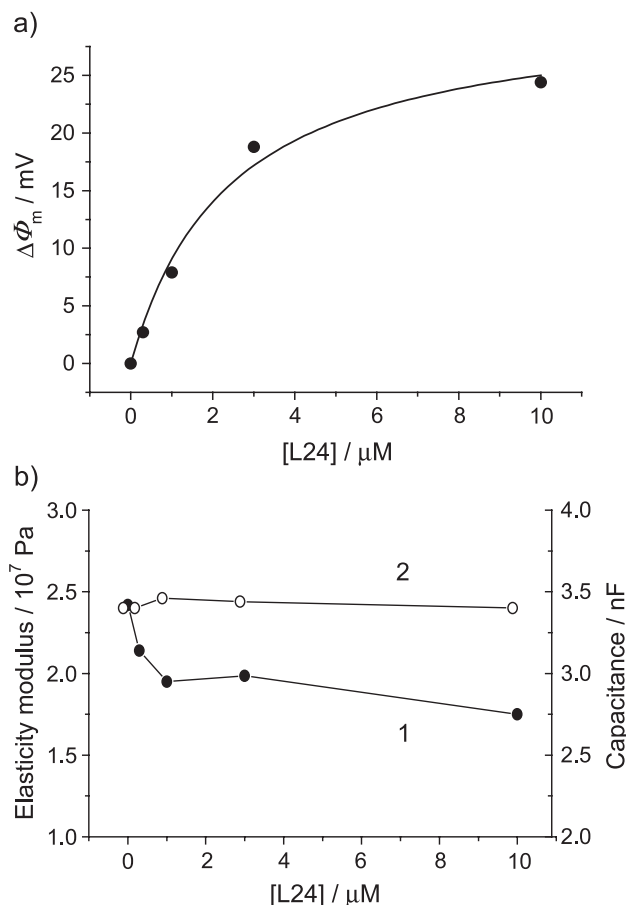 a)
25
20
15
10
5
0
ΔΦm / mV
0 2 4 6 8 10
[L24] / μM
b)
3.0
2.5
2.0
1.5
1.0
Elasticity modulus / 10⁷ Pa
4.0
3.5
3.0
2.5
2.0
Capacitance / nF
2
1
0 2 4 6 8 10
[L24] / μM